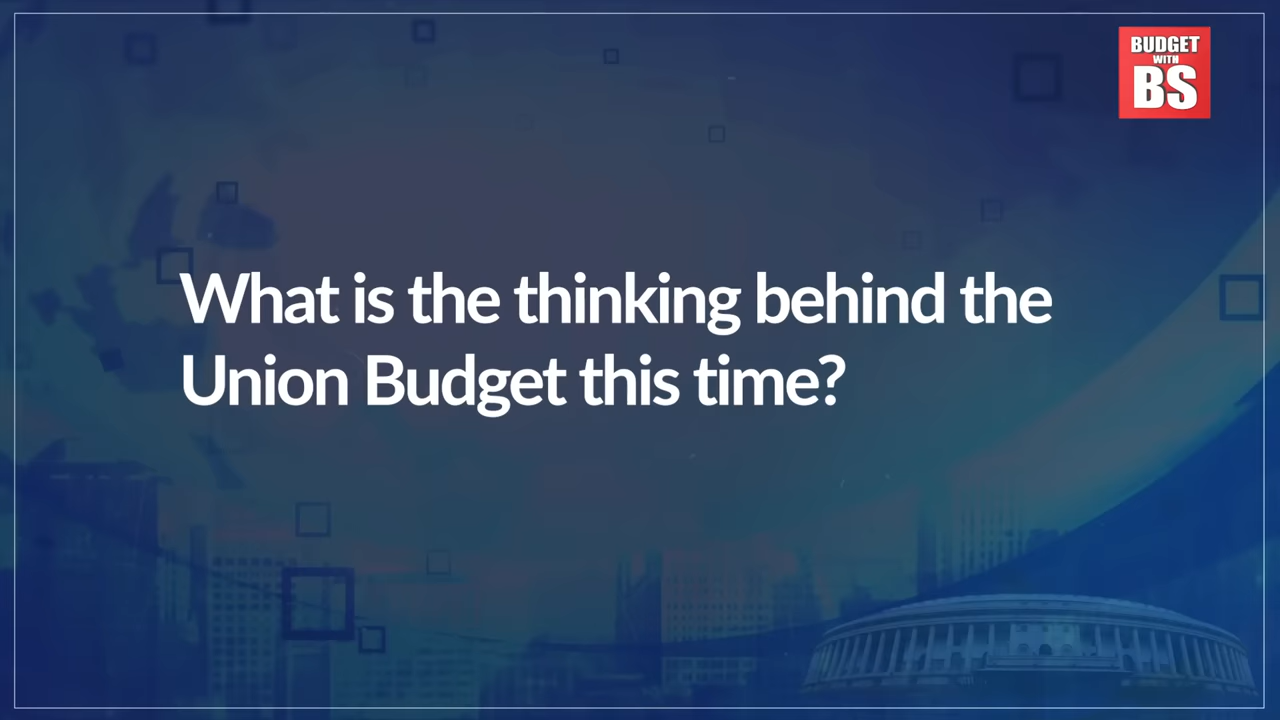 BUDGET
WITH
BS
What is the thinking behind the
Union Budget this time?